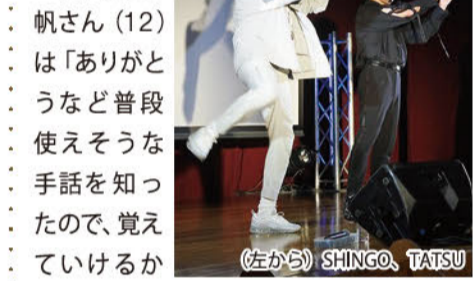 帆さん（12）
は「ありがと
うなど普段
使えそうな
手話を知っ
たので、覚え
ていけるか
（左から）SHINGO、TATSU